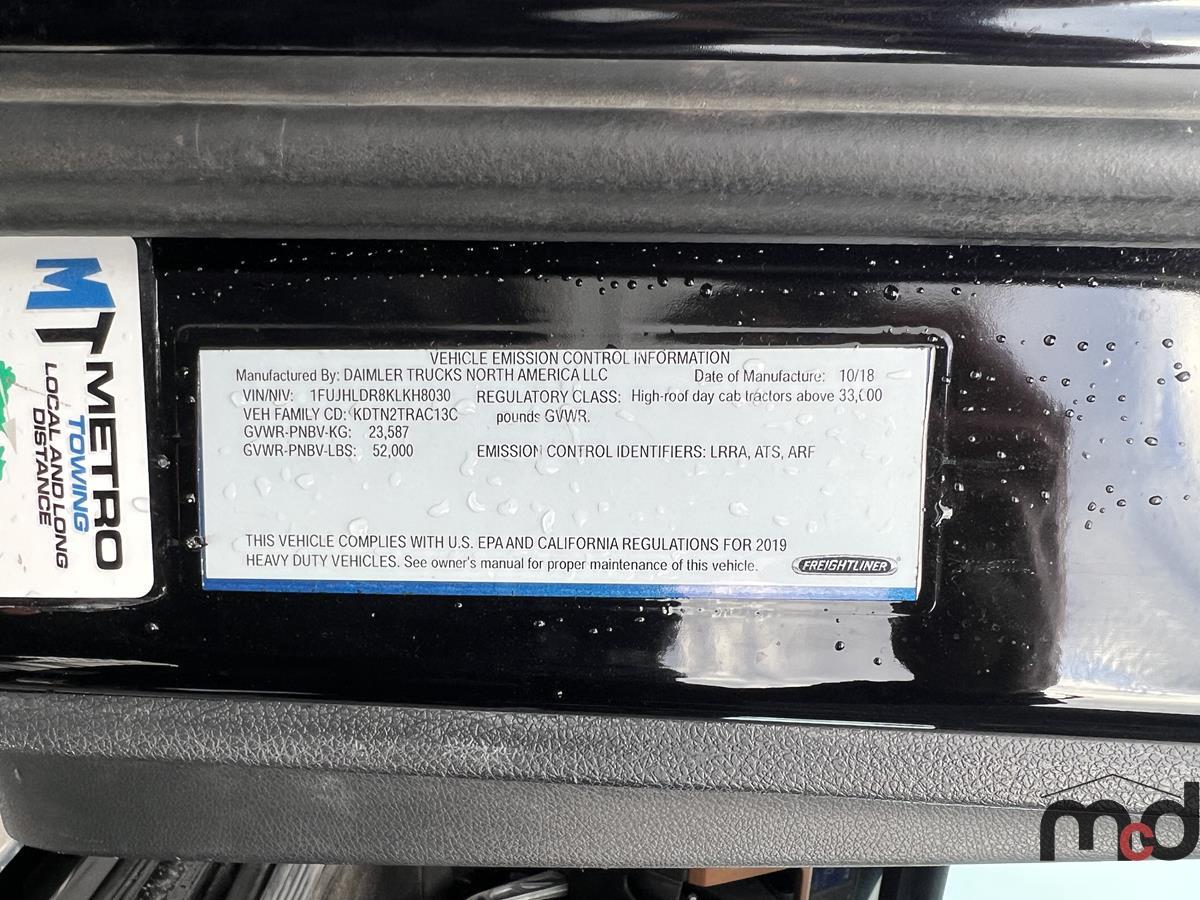 VEHICLE EMISSION CONTROL INFORMATION
Manufactured By: DAIMLER TRUCKS NORTH AMERICA LLC Date of Manufacture: 10/18
VIN/NIV: 1FUJHLDR8KLKH8030 REGULATORY CLASS: High-roof day cab tractors above 33,000
VEH FAMILY CD: KDTN2TRAC13C pounds GVWR.
GVWR-PNBV-KG: 23,587
GVWR-PNBV-LBS: 52,000 EMISSION CONTROL IDENTIFIERS: LRRA, ATS, ARF
THIS VEHICLE COMPLIES WITH U.S. EPA AND CALIFORNIA REGULATIONS FOR 2019
HEAVY DUTY VEHICLES. See owner's manual for proper maintenance of this vehicle.
FREIGHTLINER
MT METRO
TOWING
LOCAL AND LONG
DISTANCE
mcd